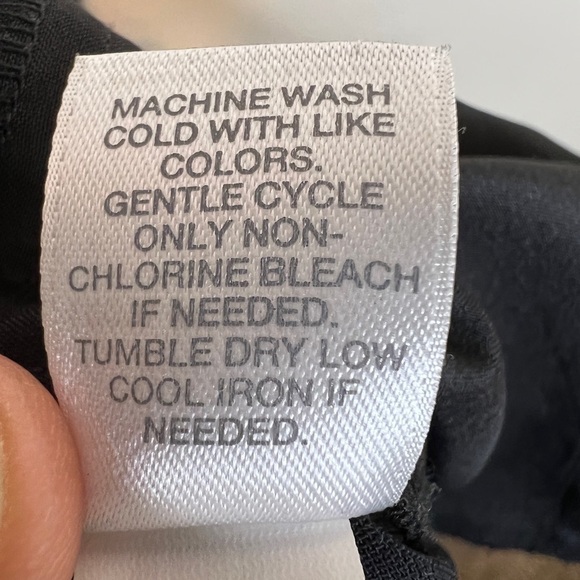 MACHINE WASH
COLD WITH LIKE
COLORS.
GENTLE CYCLE
ONLY NON-
CHLORINE BLEACH
IF NEEDED.
TUMBLE DRY LOW
COOL IRON IF
NEEDED.